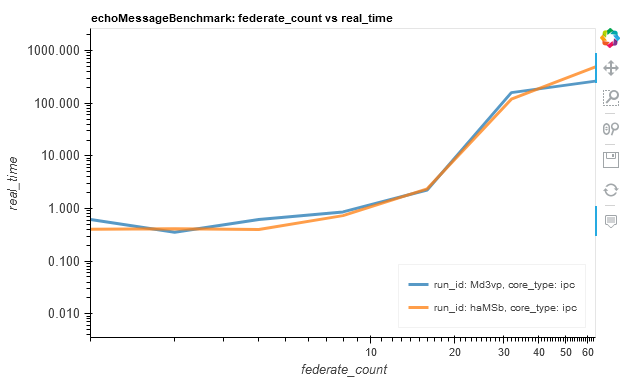 echoMessageBenchmark: federate_count vs real_time
1000.000
100.000
10.000
1.000
0.100
0.010
real_time
run_id: Md3vp, core_type: ipc
run_id: haMSb, core_type: ipc
10
20
30
40
50
60
federate_count